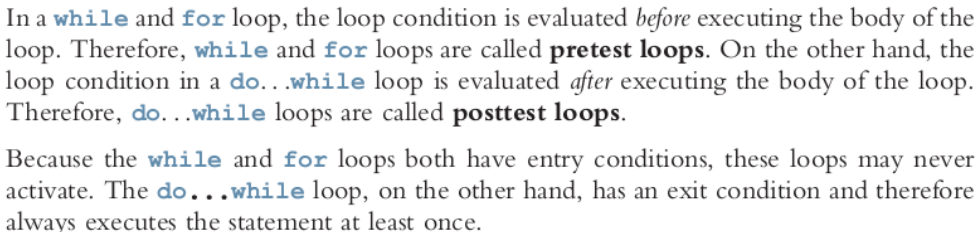 In a while and for loop, the loop condition is evaluated before executing the body of the
loop. Therefore, while and for loops are called pretest loops. On the other hand, the
loop condition in a do...while loop is evaluated after executing the body of the loop.
Therefore, do...while loops are called posttest loops.
Because the while and for loops both have entry conditions, these loops may never
activate. The do...while loop, on the other hand, has an exit condition and therefore
always executes the statement at least once.